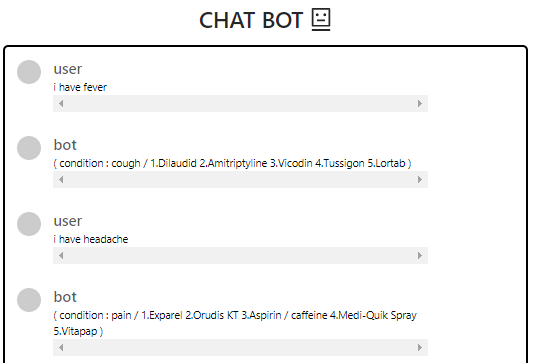 CHAT BOT
user
i have fever
bot
( condition : cough / 1.Dilaudid 2.Amitriptyline 3.Vicodin 4.Tussigon 5.Lortab )
user
i have headache
bot
( condition : pain / 1.Exparel 2.Orudis KT 3.Aspirin / caffeine 4.Medi-Quik Spray
5.Vitapap )